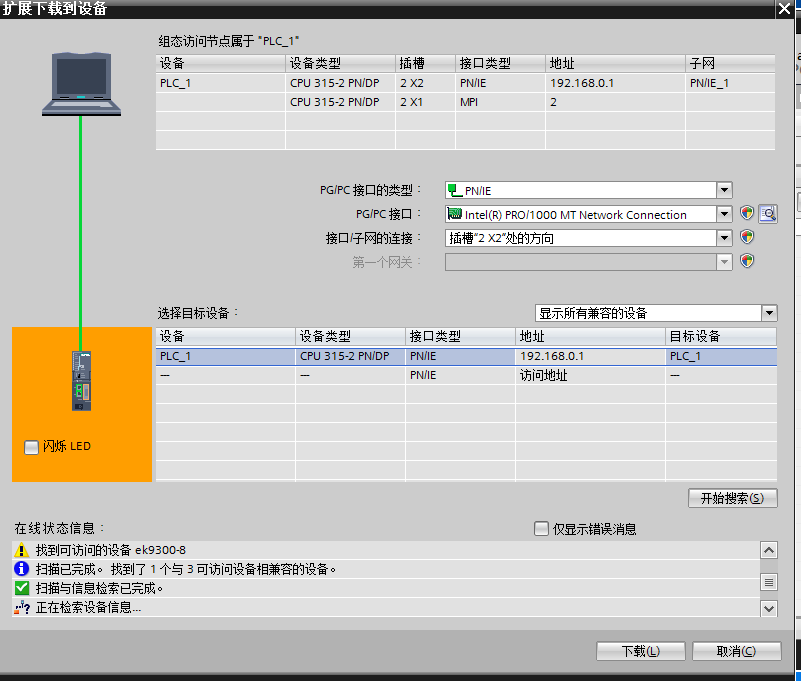 扩展下载到设备
组态访问节点属于 "PLC_1"
设备 设备类型 插槽 接口类型 地址 子网
PLC_1 CPU 315-2 PN/DP 2 X2 PN/IE 192.168.0.1 PN/IE_1
CPU 315-2 PN/DP 2 X1 MPI 2
PG/PC 接口的类型： PN/IE
PG/PC 接口： Intel(R) PRO/1000 MT Network Connection
接口/子网的连接： 插槽"2 X2"处的方向
第一个网关：
选择目标设备： 显示所有兼容的设备
设备 设备类型 接口类型 地址 目标设备
PLC_1 CPU 315-2 PN/DP PN/IE 192.168.0.1 PLC_1
— — PN/IE 访问地址 —
闪烁 LED
开始搜索(S)
在线状态信息： 仅显示错误消息
找到可访问的设备 ek9300-8
扫描已完成。找到了 1 个与 3 可访问设备相兼容的设备。
扫描与信息检索已完成。
正在检索设备信息...
下载(L) 取消(C)